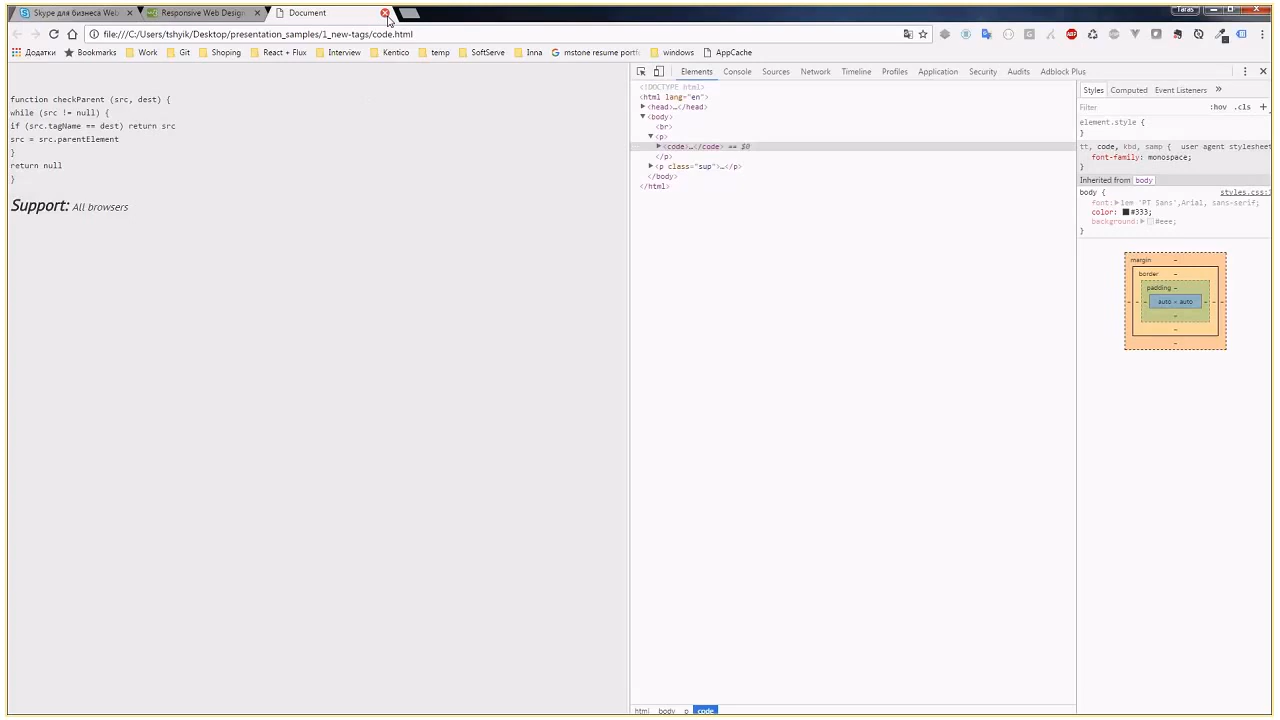 Skype для бизнеса Web
Responsive Web Design
Document
Taras
file:///C:/Users/tshyik/Desktop/presentation_samples/1_new-tags/code.html
Додатки
Bookmarks
Work
Git
Shoping
React + Flux
Interview
Kentico
temp
SoftServe
Inna
mstone resume portfo
windows
AppCache
function checkParent (src, dest) {
while (src != null) {
if (src.tagName == dest) return src
src = src.parentElement
}
return null
}
Support: All browsers
Elements Console Sources Network Timeline Profiles Application Security Audits Adblock Plus
<!DOCTYPE html>
<html lang="en">
<head>…</head>
<body>
<br>
<p>
<code>…</code> == $0
</p>
<p class="sup">…</p>
</body>
</html>
html body p code
Styles Computed Event Listeners »
Filter :hov .cls +
element.style {
}
tt, code, kbd, samp { user agent stylesheet
font-family: monospace;
}
Inherited from body
body { styles.css:
font: 1em 'PT Sans',Arial, sans-serif;
color: #333;
background: #eee;
}
margin -
border -
padding -
auto × auto